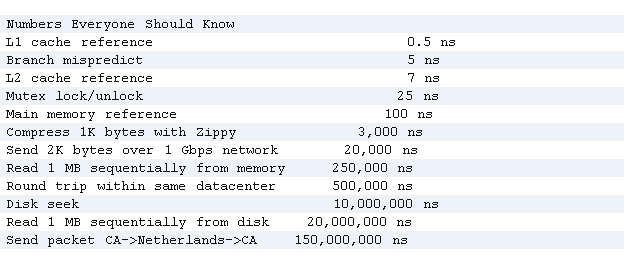 Numbers Everyone Should Know
L1 cache reference 0.5 ns
Branch mispredict 5 ns
L2 cache reference 7 ns
Mutex lock/unlock 25 ns
Main memory reference 100 ns
Compress 1K bytes with Zippy 3,000 ns
Send 2K bytes over 1 Gbps network 20,000 ns
Read 1 MB sequentially from memory 250,000 ns
Round trip within same datacenter 500,000 ns
Disk seek 10,000,000 ns
Read 1 MB sequentially from disk 20,000,000 ns
Send packet CA->Netherlands->CA 150,000,000 ns